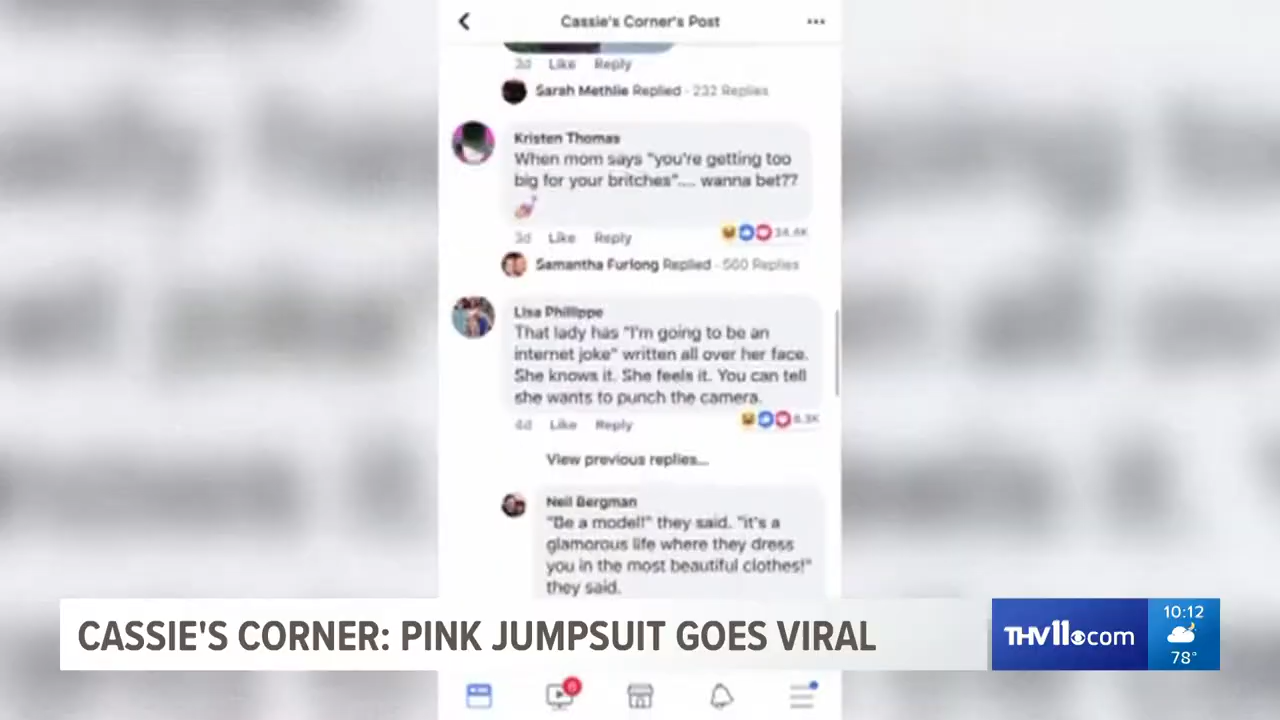 Cassie's Corner's Post
3d Like Reply
Sarah Methlie Replied · 232 Replies
Kristen Thomas
When mom says "you're getting too
big for your britches".... wanna bet??
3d Like Reply
34.4K
Samantha Furlong Replied · 560 Replies
Lisa Phillippe
That lady has "I'm going to be an
internet joke" written all over her face.
She knows it. She feels it. You can tell
she wants to punch the camera.
4d Like Reply
8.3K
View previous replies...
Neil Bergman
"Be a model!" they said. "it's a
glamorous life where they dress
you in the most beautiful clothes!"
they said.
CASSIE'S CORNER: PINK JUMPSUIT GOES VIRAL
THV11.com
10:12
78°